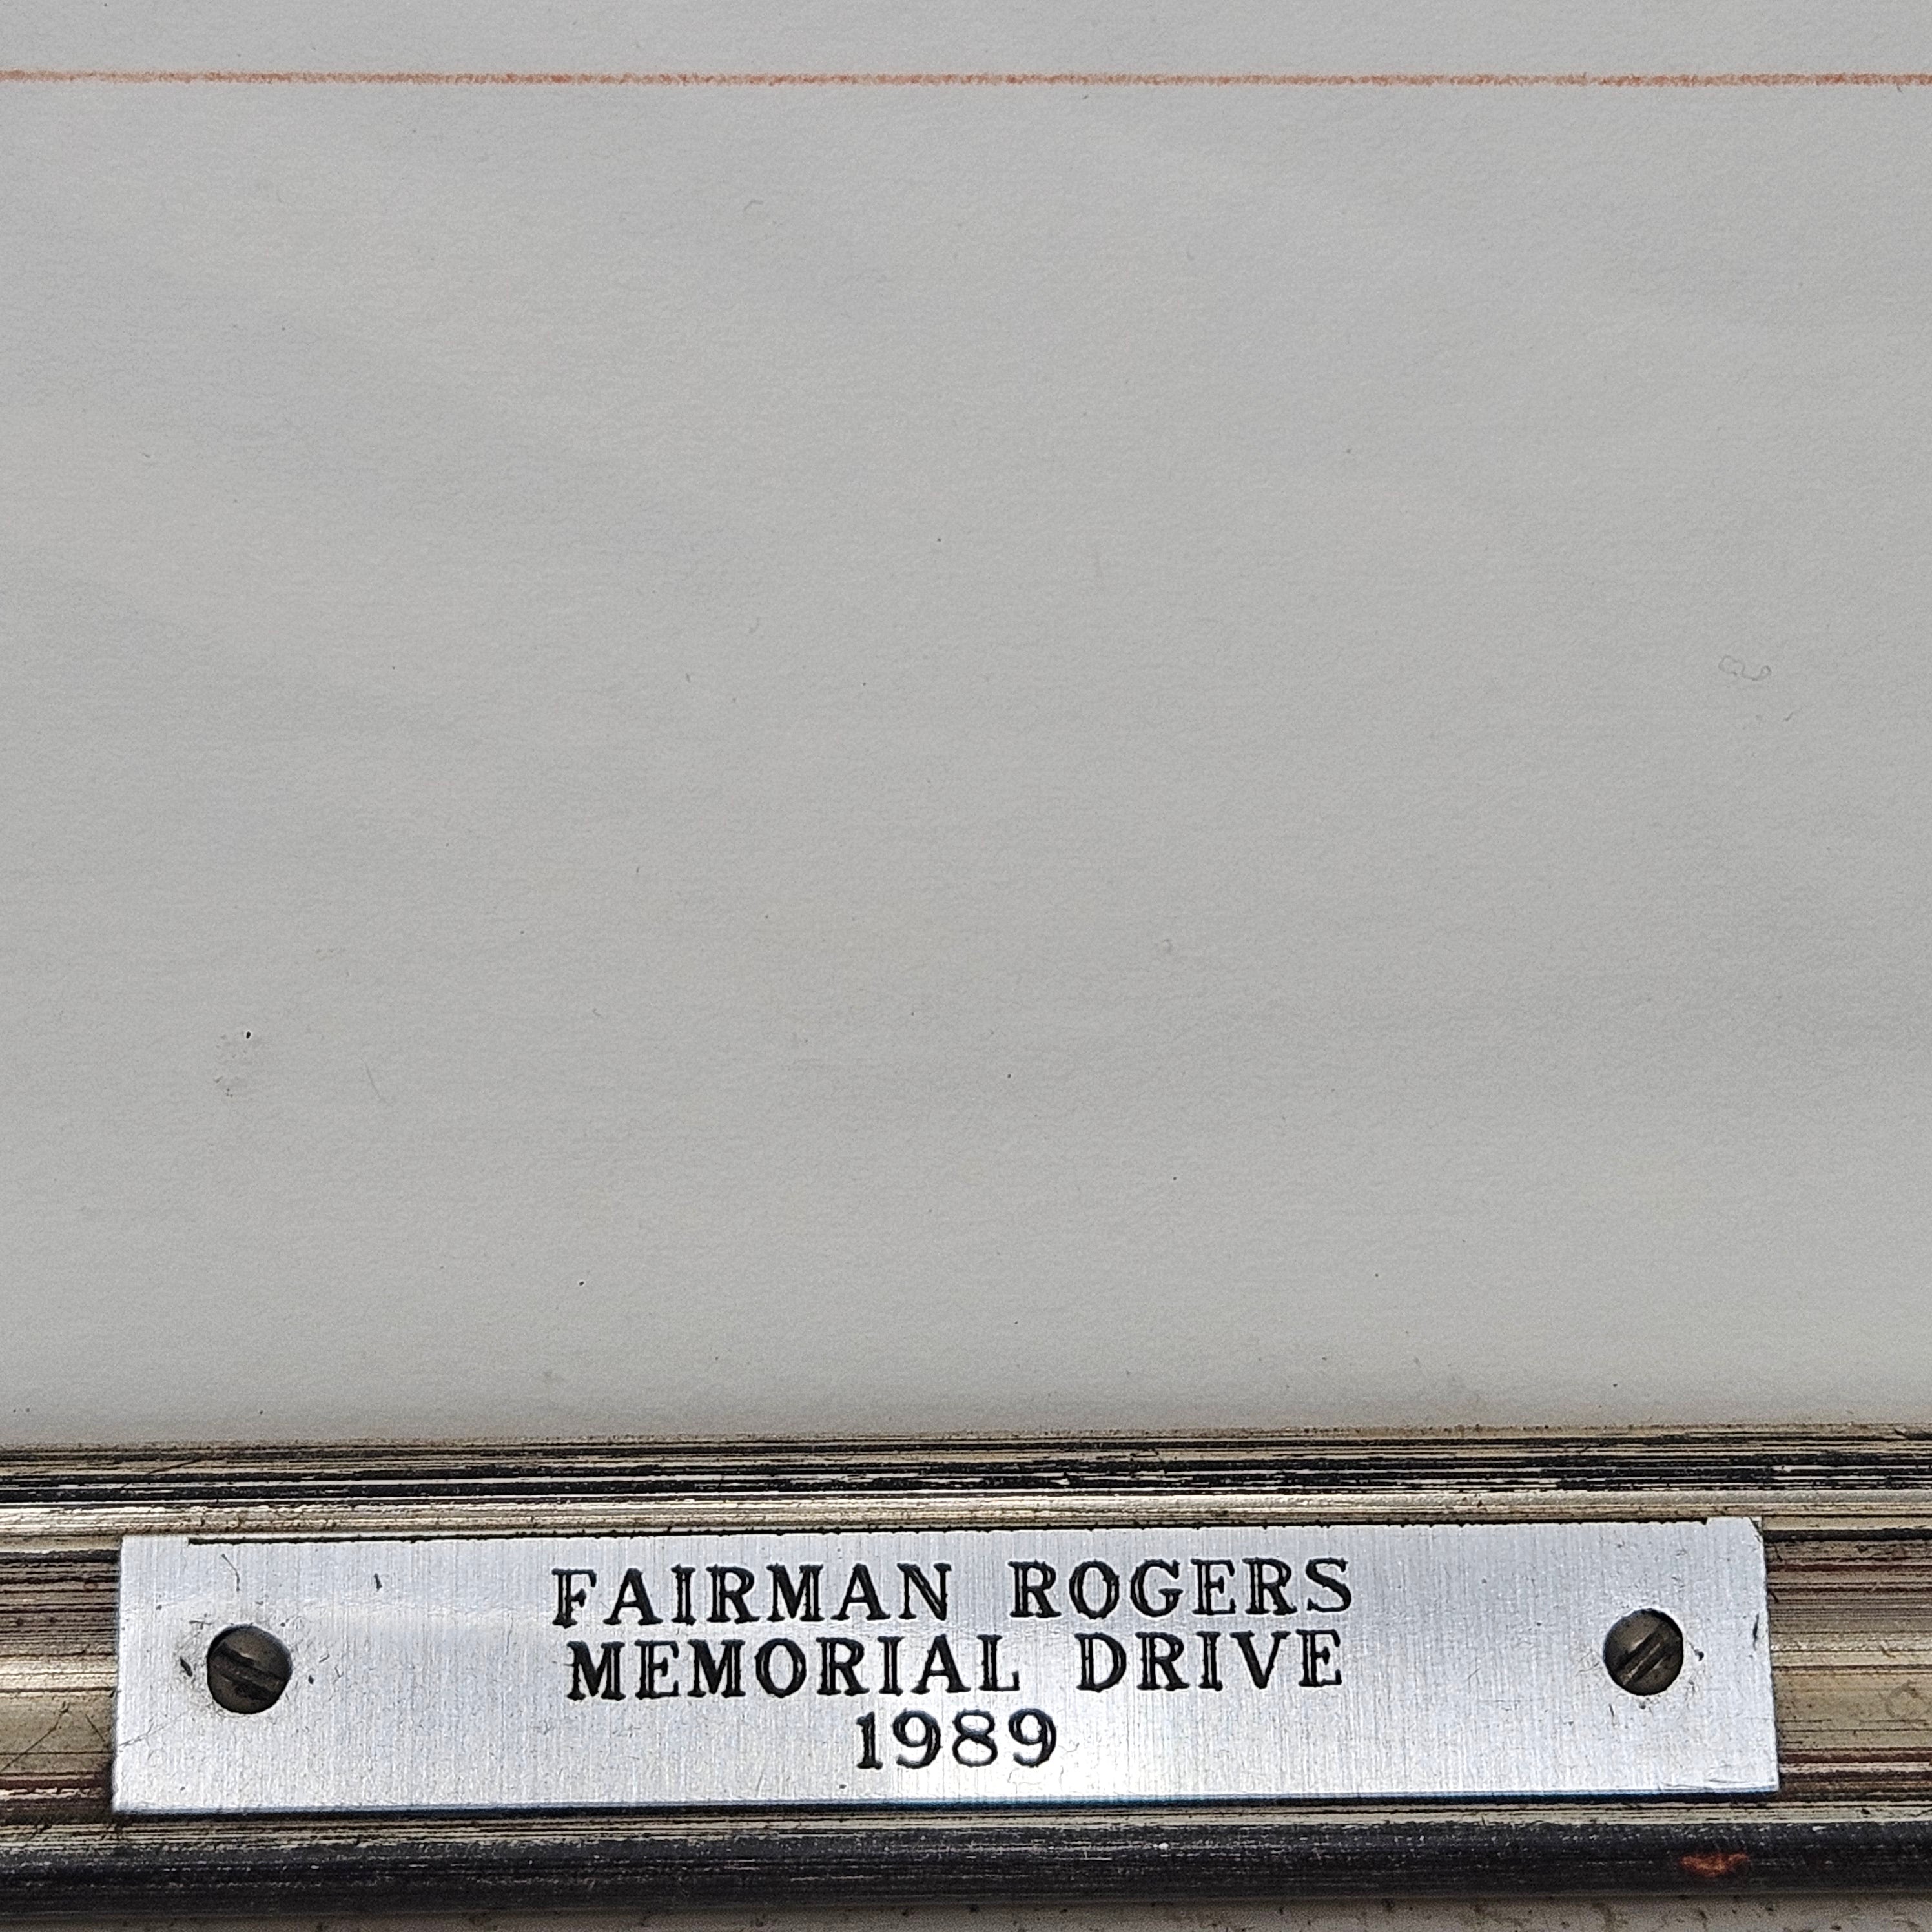 FAIRMAN ROGERS
MEMORIAL DRIVE
1989